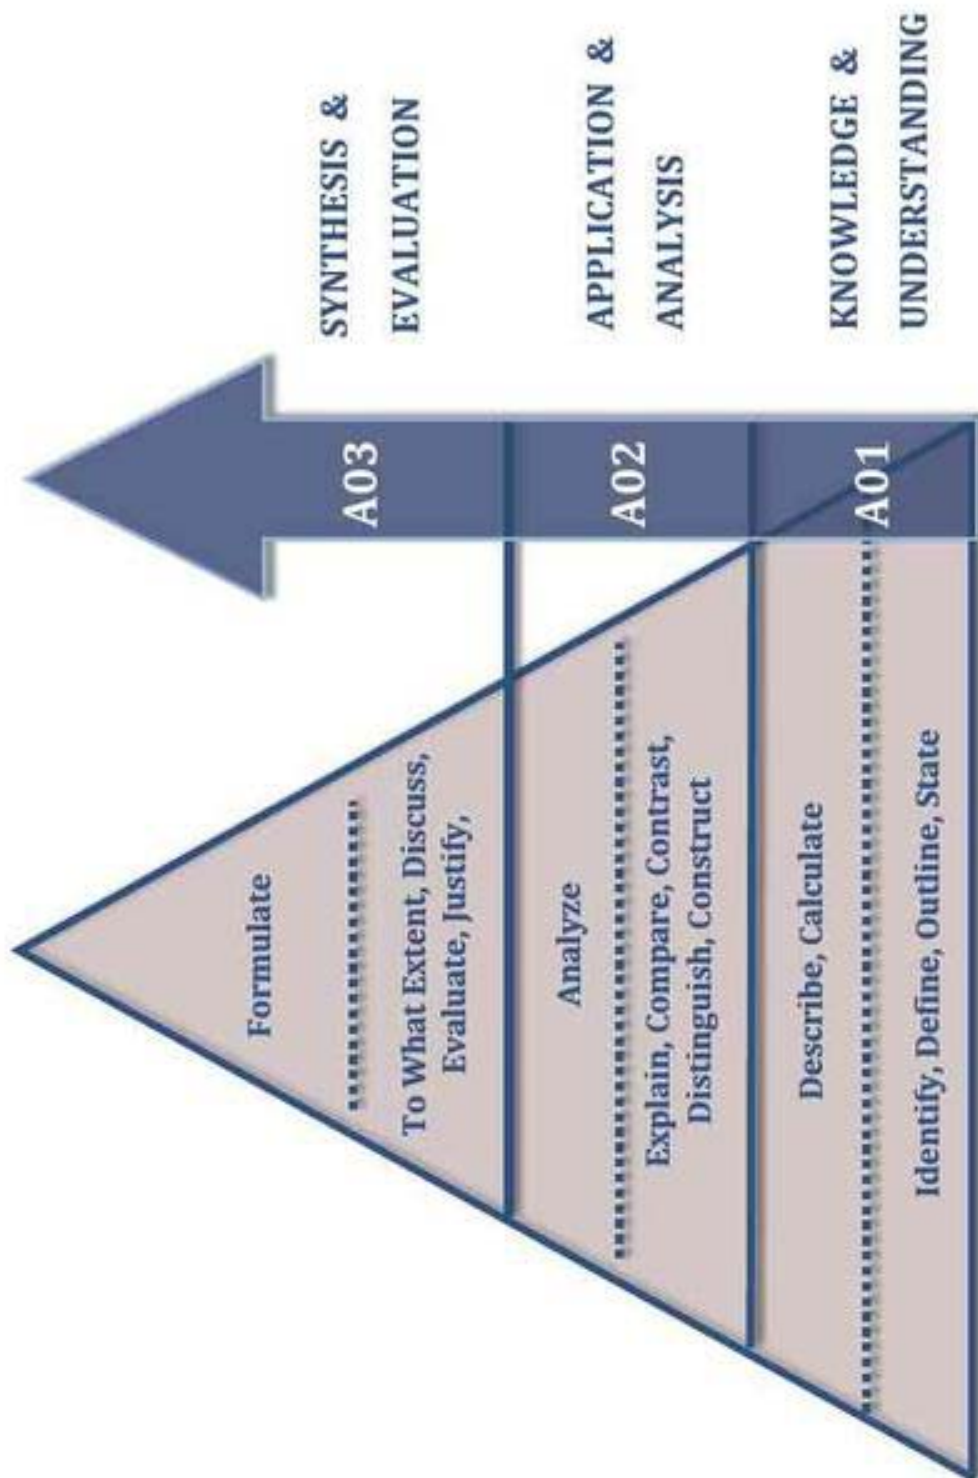 Formulate
To What Extent, Discuss,
Evaluate, Justify,
A03
SYNTHESIS &
EVALUATION
Analyze
Explain, Compare, Contrast,
Distinguish, Construct
A02
APPLICATION &
ANALYSIS
Describe, Calculate
Identify, Define, Outline, State
A01
KNOWLEDGE &
UNDERSTANDING